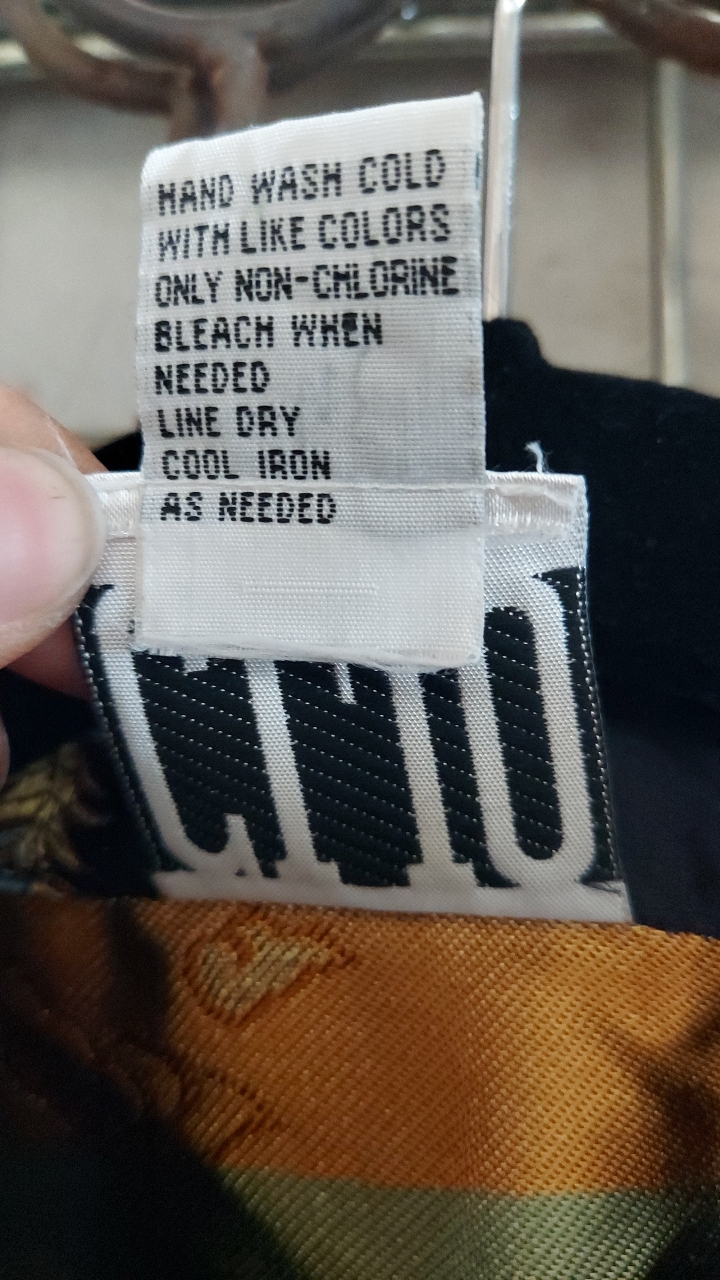 HAND WASH COLD
WITH LIKE COLORS
ONLY NON-CHLORINE
BLEACH WHEN
NEEDED
LINE DRY
COOL IRON
AS NEEDED